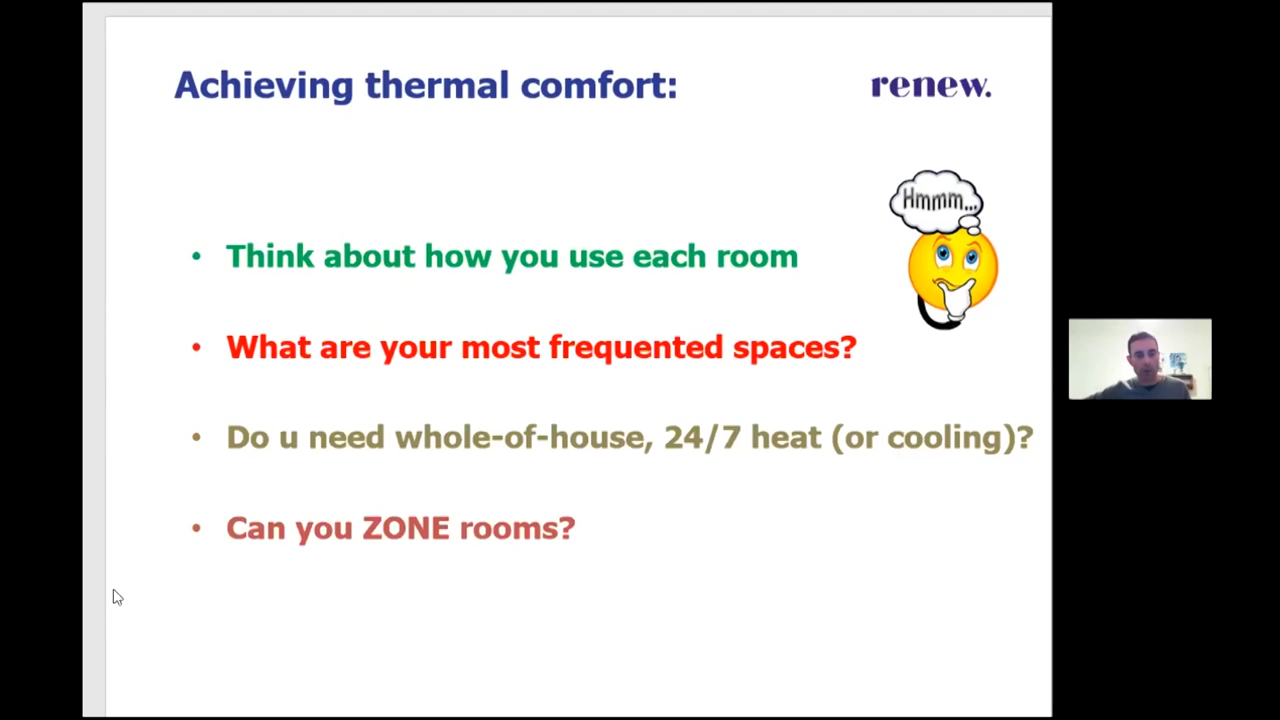 Achieving thermal comfort:
renew.
Hmmm...
• Think about how you use each room
• What are your most frequented spaces?
• Do u need whole-of-house, 24/7 heat (or cooling)?
• Can you ZONE rooms?